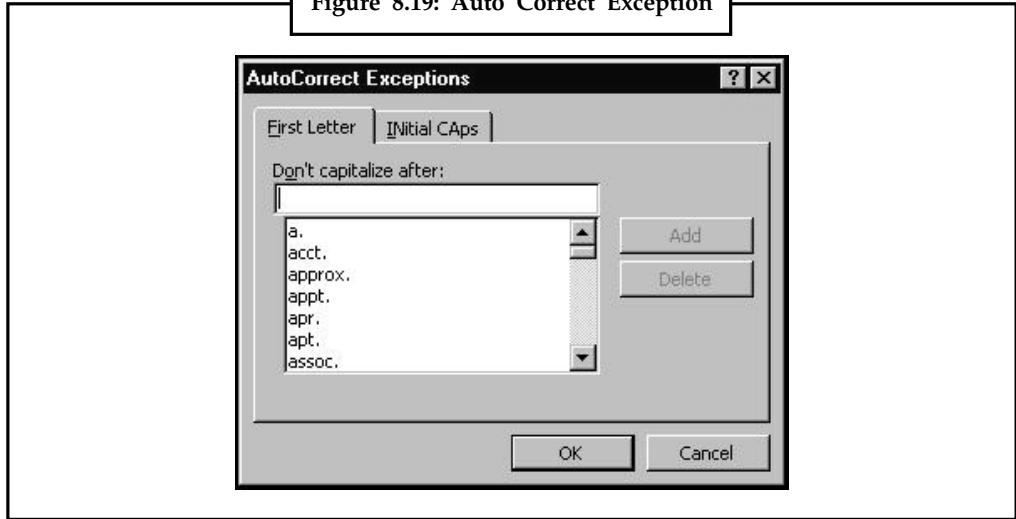 Figure 8.19: Auto Correct Exception
AutoCorrect Exceptions
First Letter
INitial CAps
Don't capitalize after:
a.
acct.
approx.
appt.
apr.
apt.
assoc.
Add
Delete
OK
Cancel